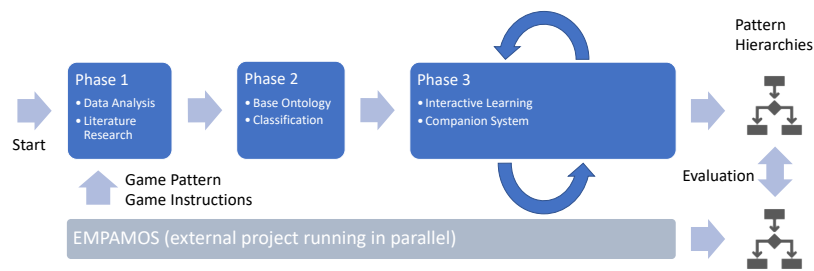 Pattern
Hierarchies
Phase 1
• Data Analysis
• Literature
Research
Phase 2
• Base Ontology
• Classification
Phase 3
• Interactive Learning
• Companion System
Start
Game Pattern
Game Instructions
Evaluation
EMPAMOS (external project running in parallel)